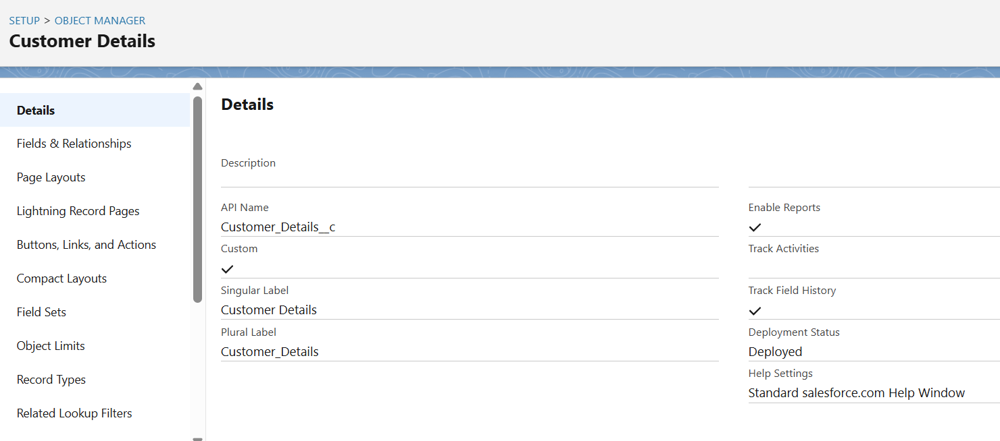 SETUP > OBJECT MANAGER
Customer Details
Details
Fields & Relationships
Page Layouts
Lightning Record Pages
Buttons, Links, and Actions
Compact Layouts
Field Sets
Object Limits
Record Types
Related Lookup Filters
Details
Description
API Name
Customer_Details__c
Custom
Singular Label
Customer Details
Plural Label
Customer_Details
Enable Reports
Track Activities
Track Field History
Deployment Status
Deployed
Help Settings
Standard salesforce.com Help Window